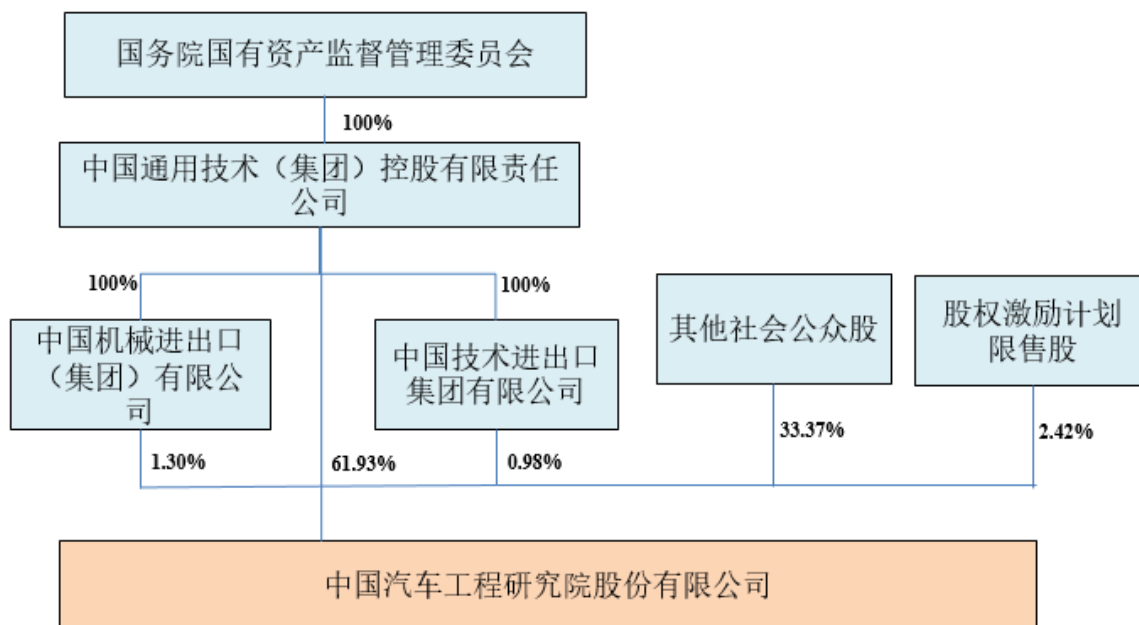 国务院国有资产监督管理委员会
100%
中国通用技术（集团）控股有限责任
公司
100%
100%
中国机械进出口
（集团）有限公
司
中国技术进出口
集团有限公司
其他社会公众股
股权激励计划
限售股
1.30%
61.93%
0.98%
33.37%
2.42%
中国汽车工程研究院股份有限公司